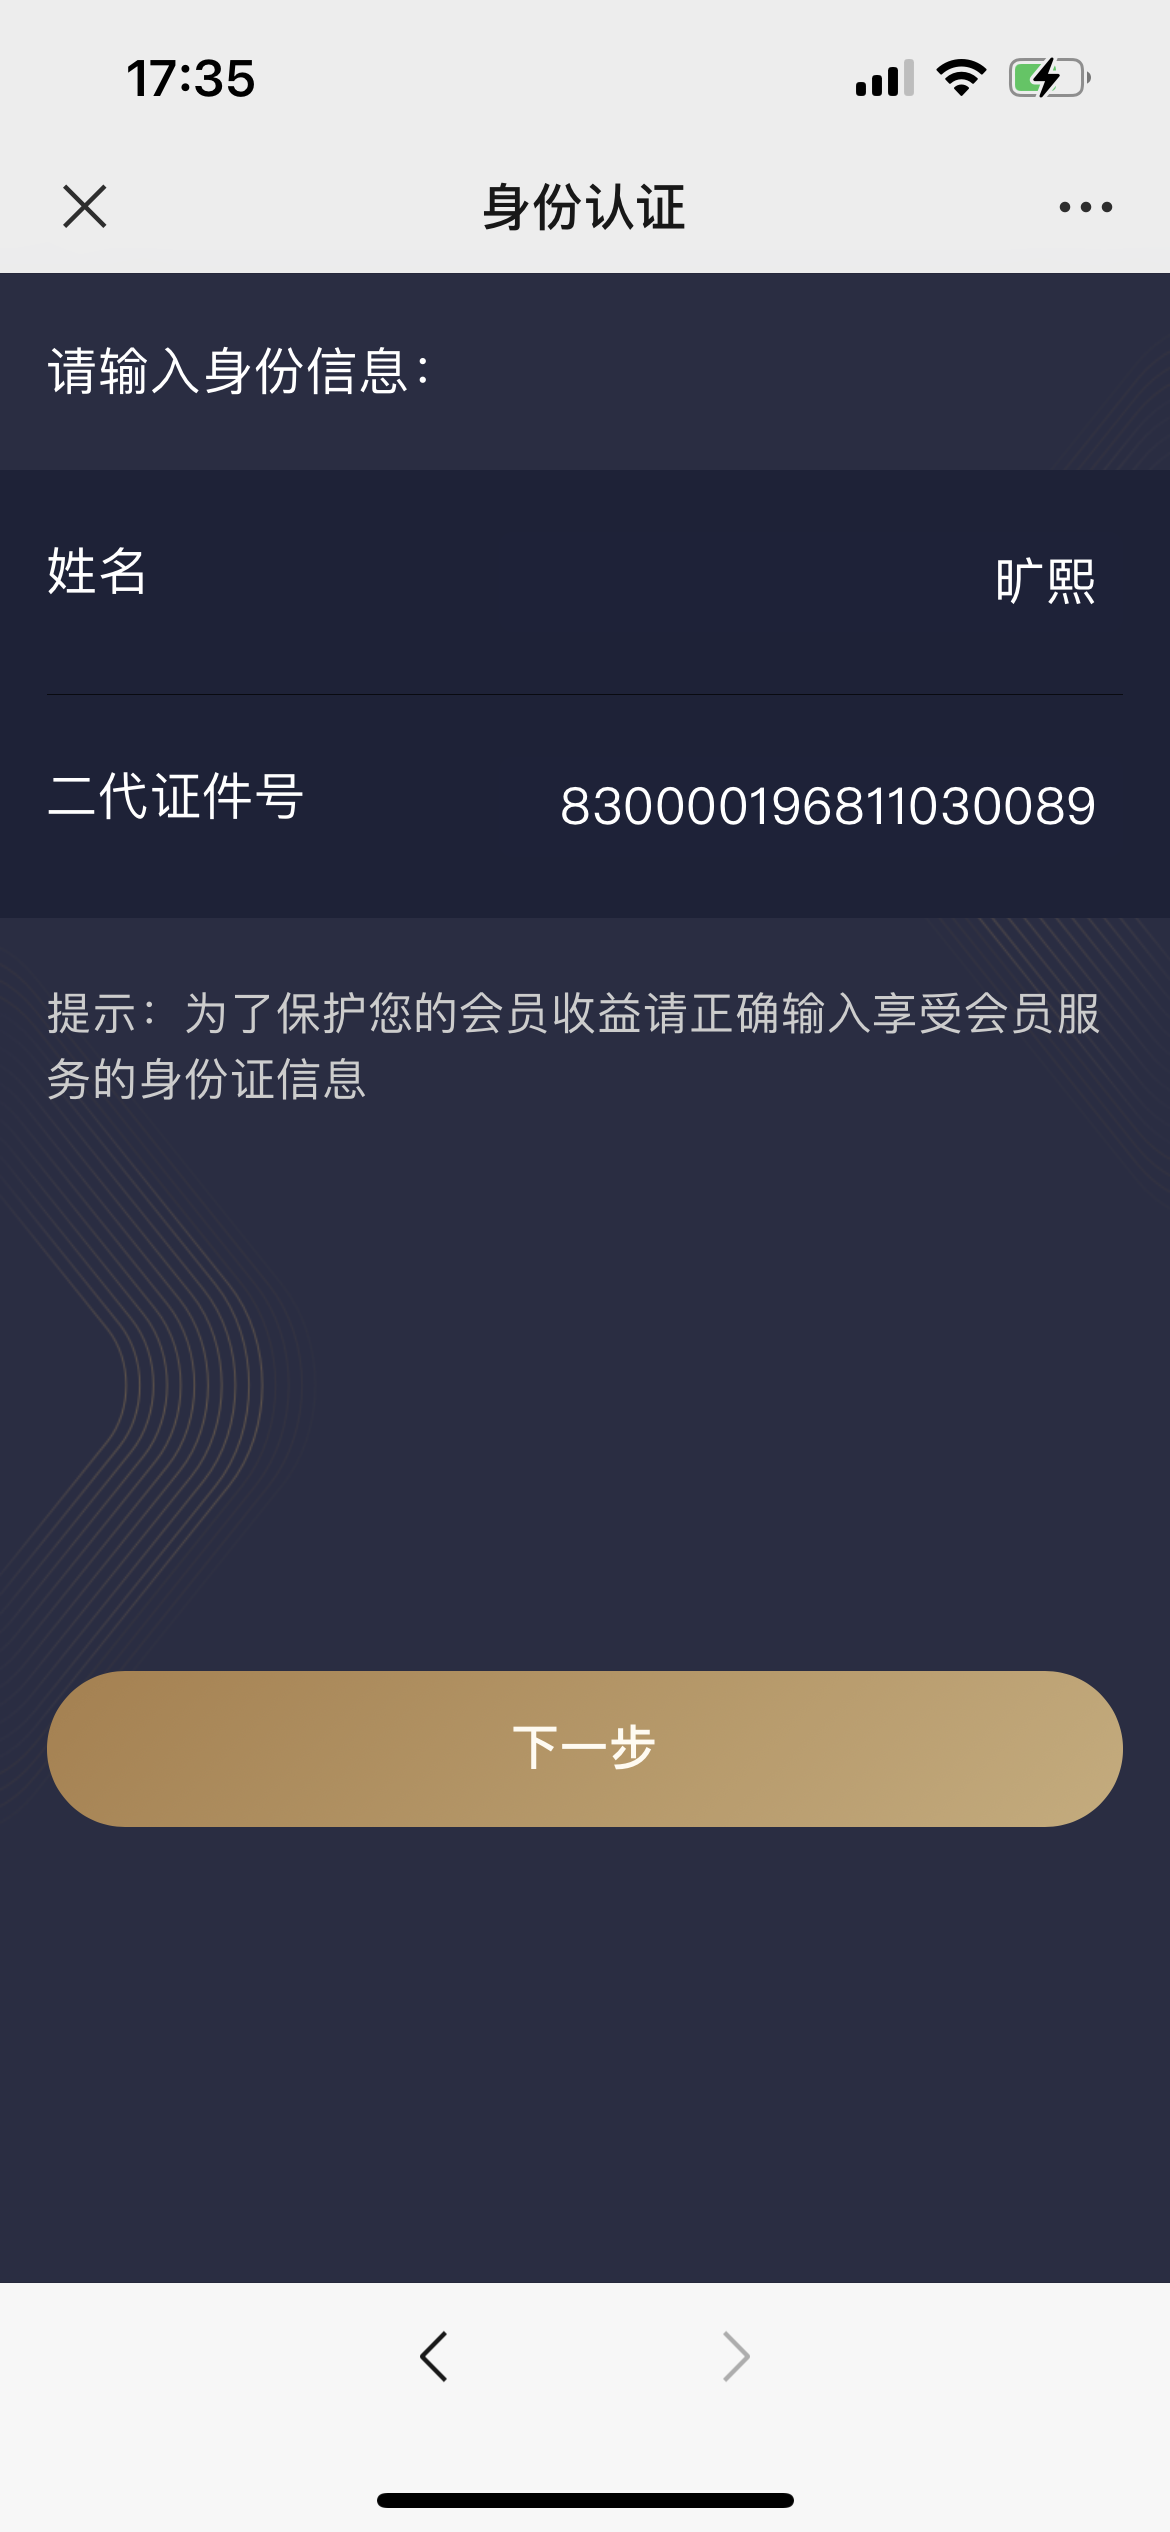 17:35
身份认证
请输入身份信息：
姓名
旷熙
二代证件号
830000196811030089
提示：为了保护您的会员收益请正确输入享受会员服
务的身份证信息
下一步